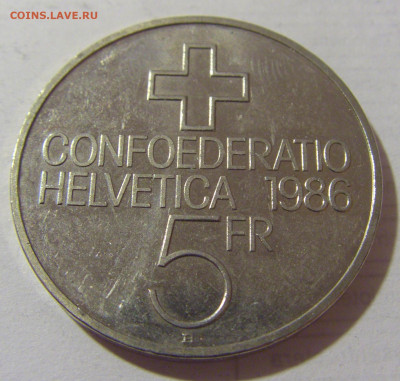 COINS.LAVE.RU
CONFOEDERATIO
HELVETICA 1986
5 FR
B